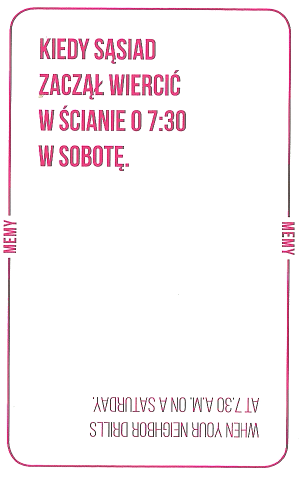 KIEDY SĄSIAD
ZACZĄŁ WIERCIĆ
W ŚCIANIE O 7:30
W SOBOTĘ.
MEMY
MEMY
WHEN YOUR NEIGHBOR DRILLS
AT 7.30 A.M. ON A SATURDAY.